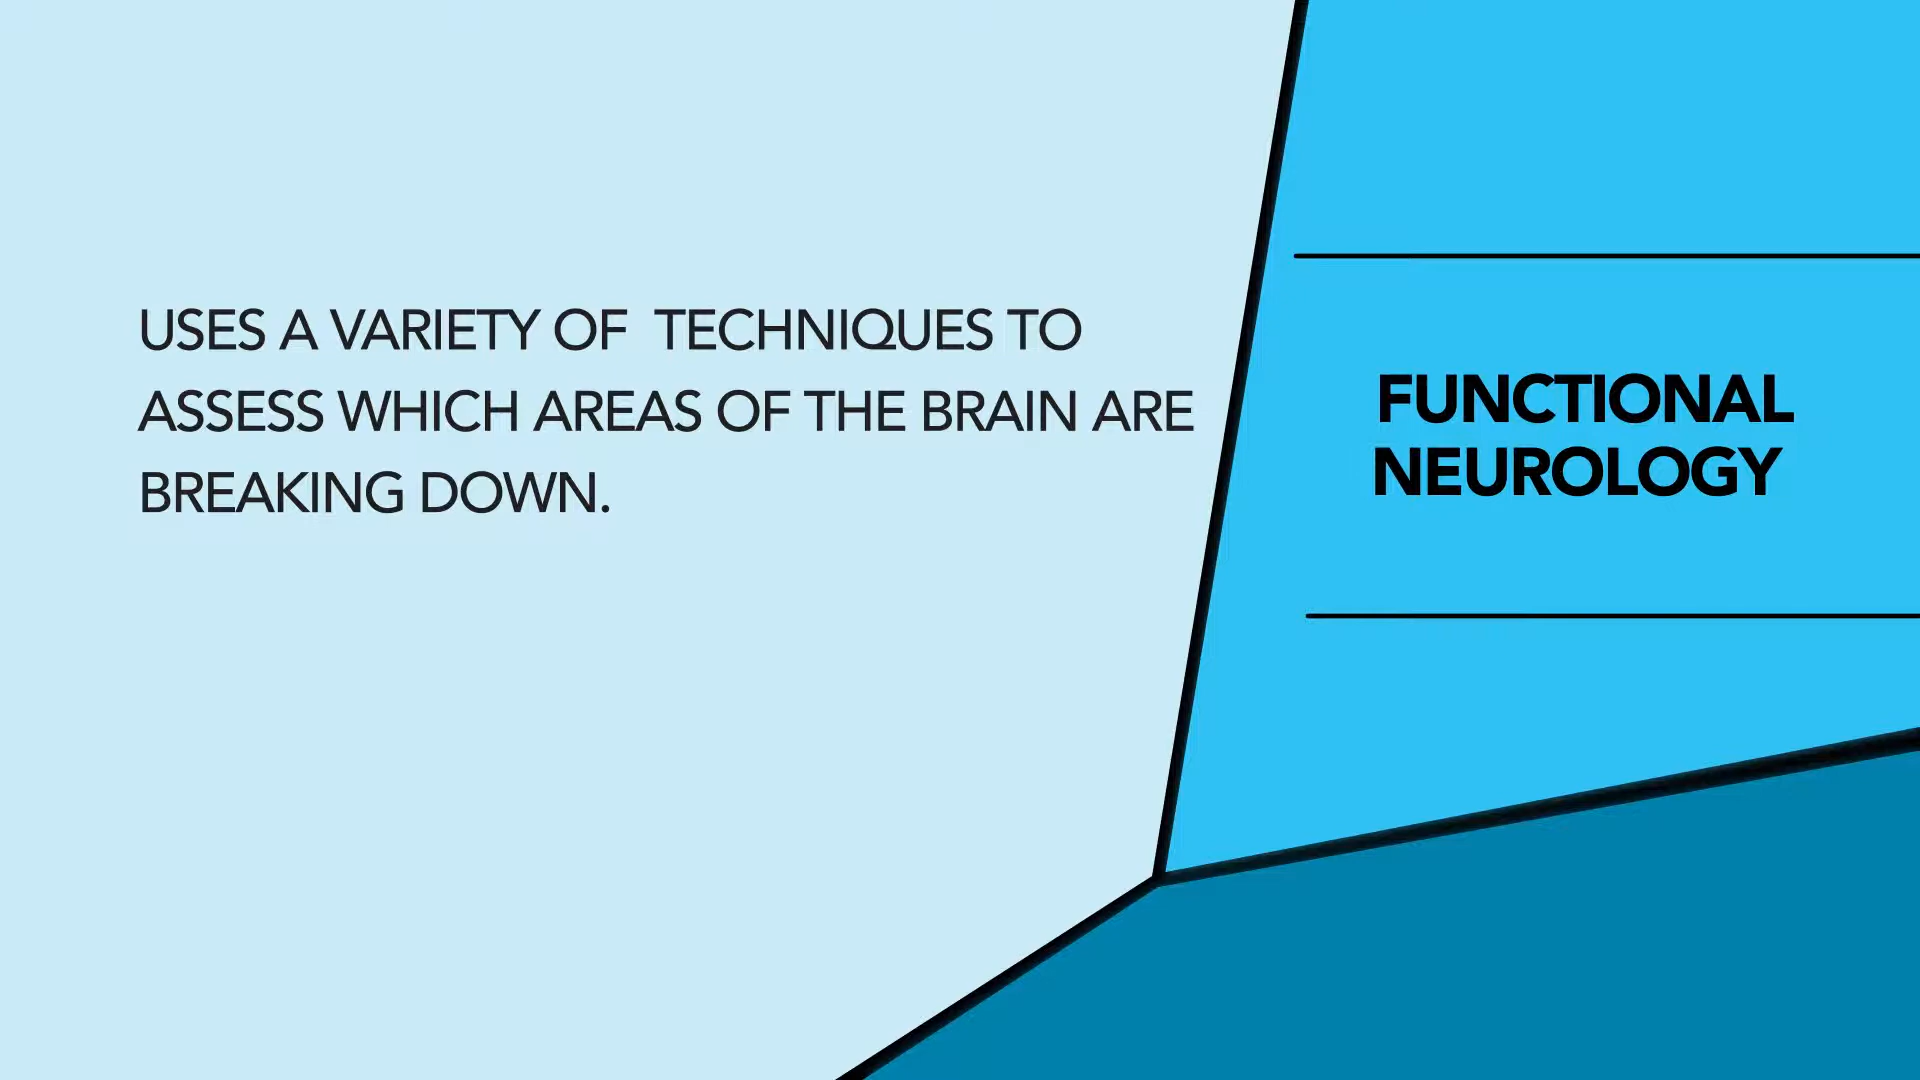 USES A VARIETY OF  TECHNIQUES TO
ASSESS WHICH AREAS OF THE BRAIN ARE
BREAKING DOWN.
FUNCTIONAL
NEUROLOGY